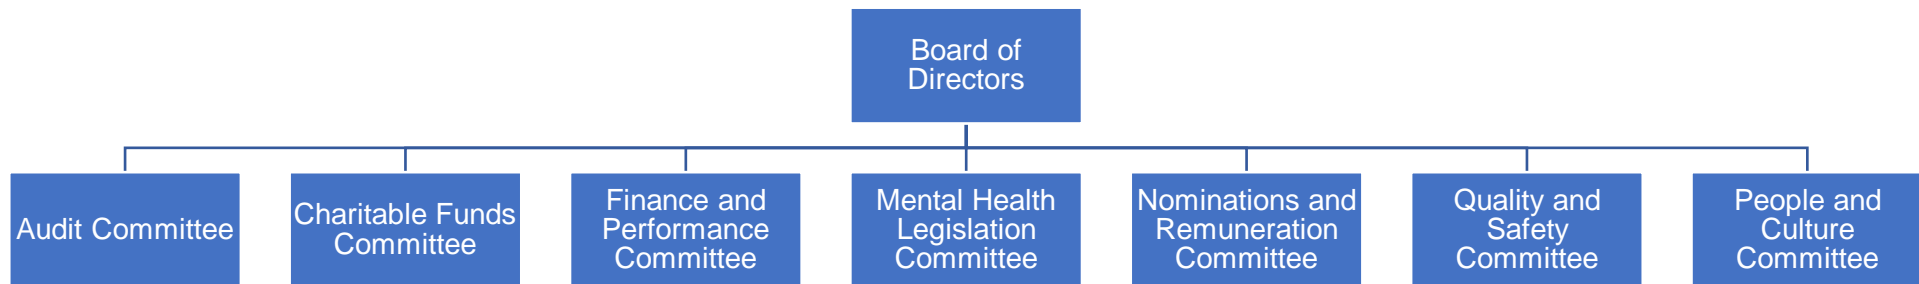 Board of
Directors
Audit Committee
Charitable Funds
Committee
Finance and
Performance
Committee
Mental Health
Legislation
Committee
Nominations and
Remuneration
Committee
Quality and
Safety
Committee
People and
Culture
Committee